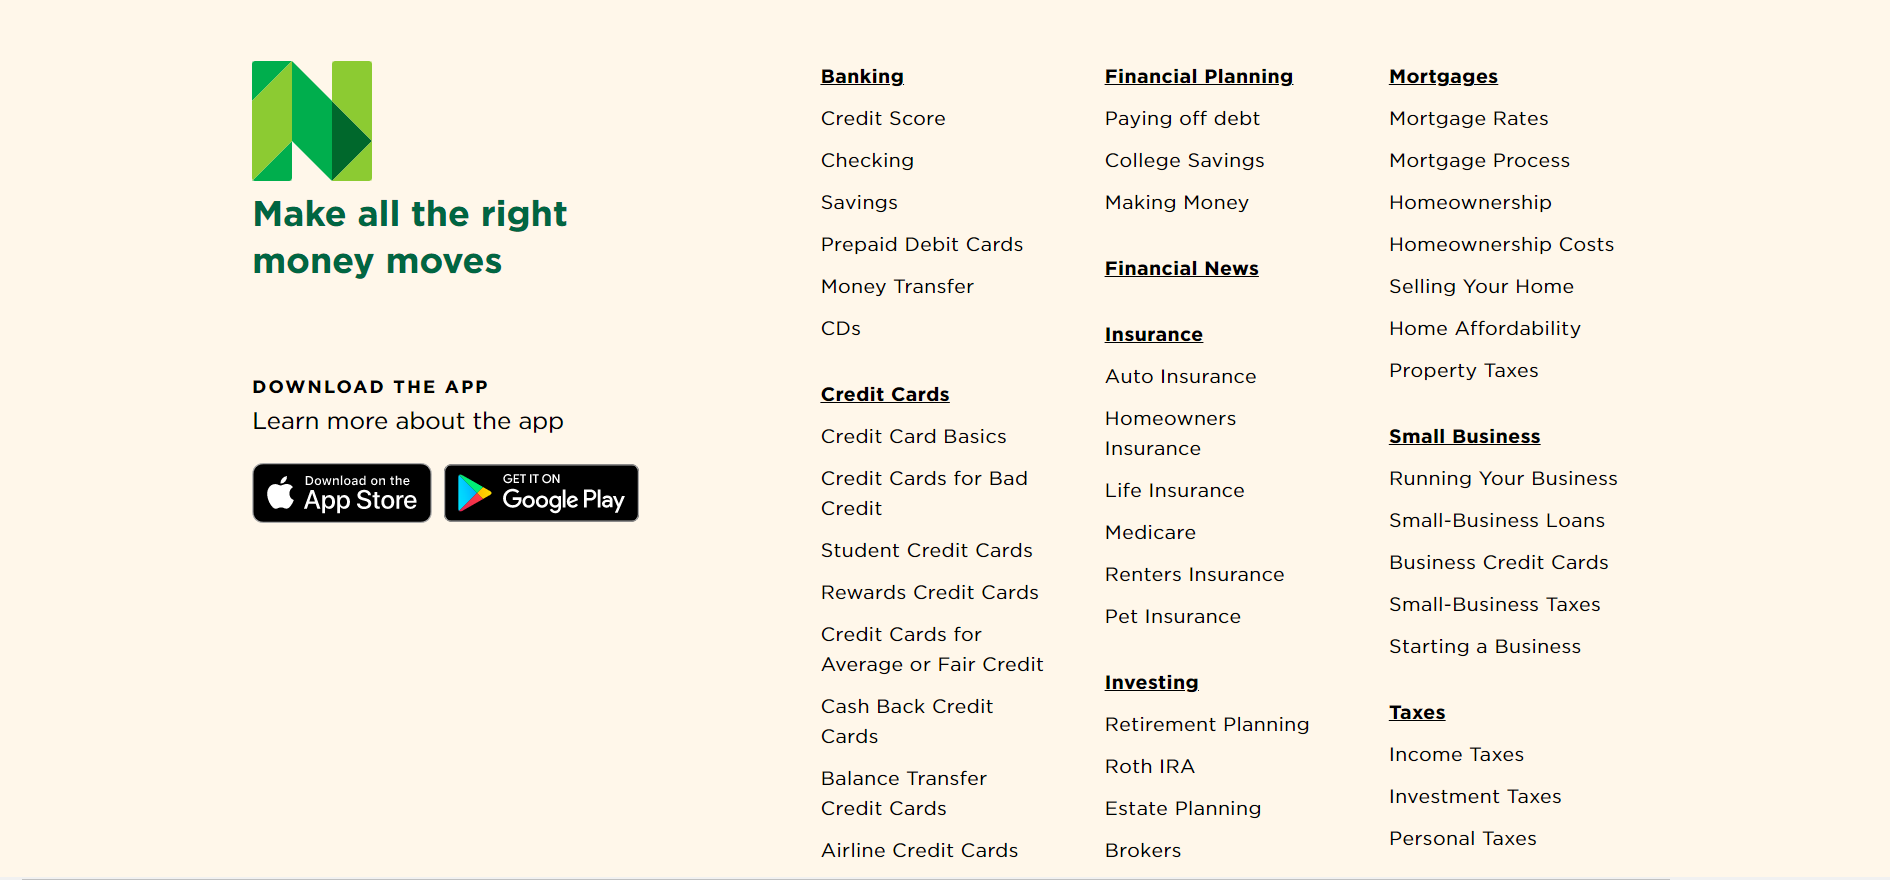 Make all the right
money moves
DOWNLOAD THE APP
Learn more about the app
Download on the
App Store
GET IT ON
Google Play
Banking
Credit Score
Checking
Savings
Prepaid Debit Cards
Money Transfer
CDs
Credit Cards
Credit Card Basics
Credit Cards for Bad
Credit
Student Credit Cards
Rewards Credit Cards
Credit Cards for
Average or Fair Credit
Cash Back Credit
Cards
Balance Transfer
Credit Cards
Airline Credit Cards
Financial Planning
Paying off debt
College Savings
Making Money
Financial News
Insurance
Auto Insurance
Homeowners
Insurance
Life Insurance
Medicare
Renters Insurance
Pet Insurance
Investing
Retirement Planning
Roth IRA
Estate Planning
Brokers
Mortgages
Mortgage Rates
Mortgage Process
Homeownership
Homeownership Costs
Selling Your Home
Home Affordability
Property Taxes
Small Business
Running Your Business
Small-Business Loans
Business Credit Cards
Small-Business Taxes
Starting a Business
Taxes
Income Taxes
Investment Taxes
Personal Taxes